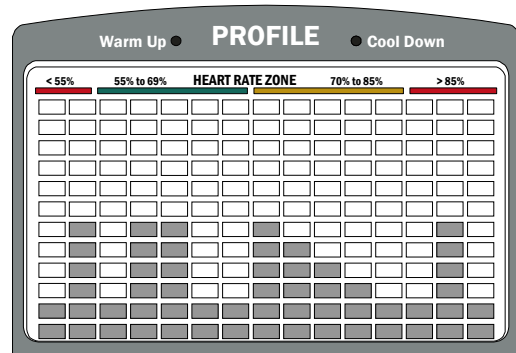 Warm Up PROFILE Cool Down
< 55% 55% to 69% HEART RATE ZONE 70% to 85% > 85%